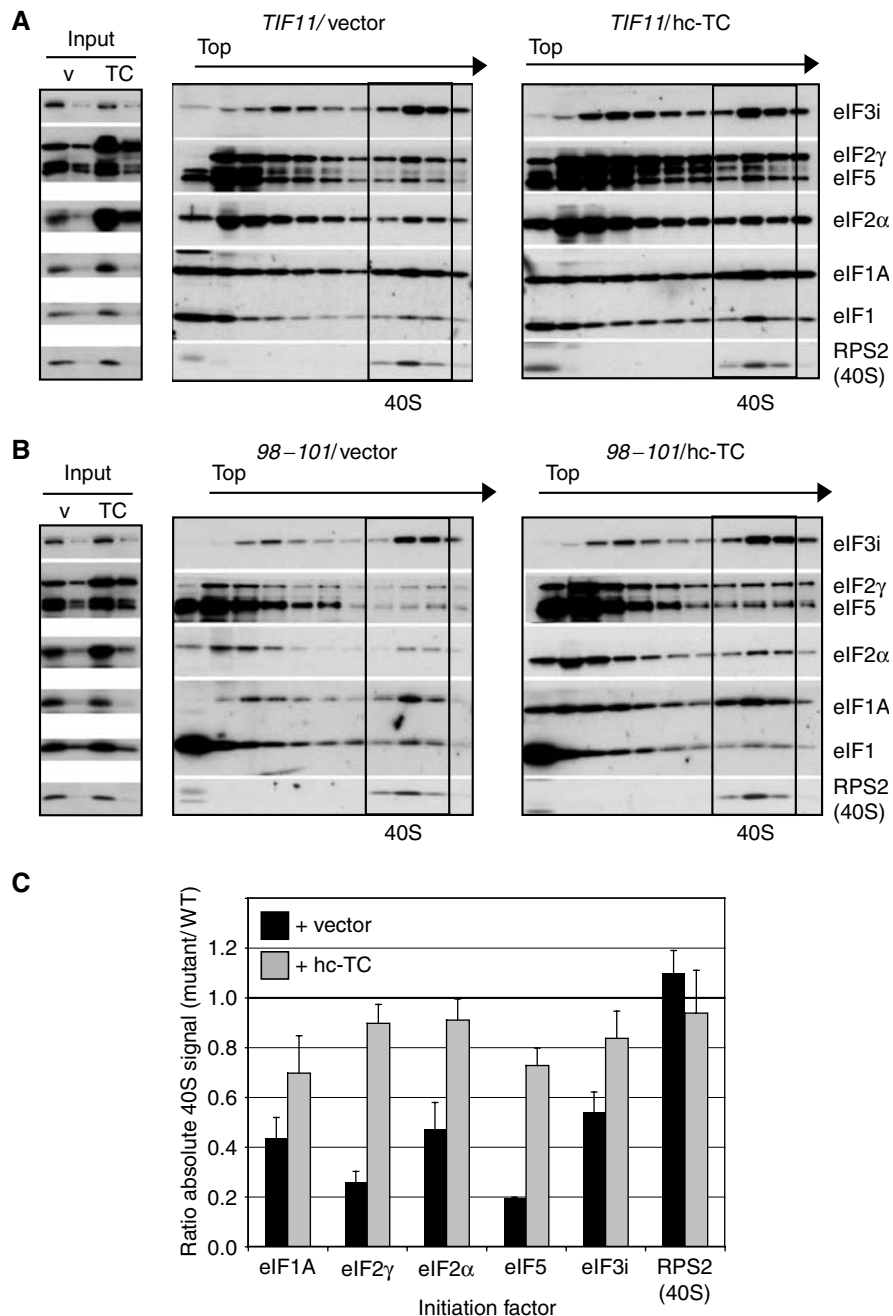 A
Input
v TC
TIF11/vector
Top
40S
TIF11/hc-TC
Top
40S
eIF3i
eIF2γ
eIF5
eIF2α
eIF1A
eIF1
RPS2
(40S)
B
Input
v TC
98–101/vector
Top
40S
98–101/hc-TC
Top
40S
eIF3i
eIF2γ
eIF5
eIF2α
eIF1A
eIF1
RPS2
(40S)
C
Ratio absolute 40S signal (mutant/WT)
+ vector
+ hc-TC
1.2
1.0
0.8
0.6
0.4
0.2
0.0
eIF1A eIF2γ eIF2α eIF5 eIF3i RPS2
(40S)
Initiation factor